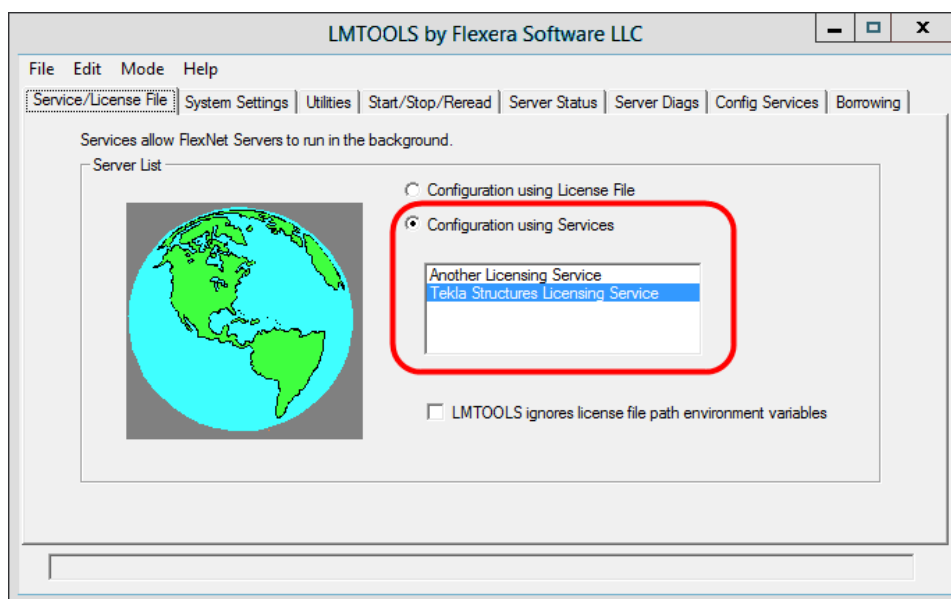 LMTOOLS by Flexera Software LLC
File Edit Mode Help
Service/License File System Settings Utilities Start/Stop/Reread Server Status Server Diags Config Services Borrowing
Services allow FlexNet Servers to run in the background.
Server List
Configuration using License File
Configuration using Services
Another Licensing Service
Tekla Structures Licensing Service
LMTOOLS ignores license file path environment variables